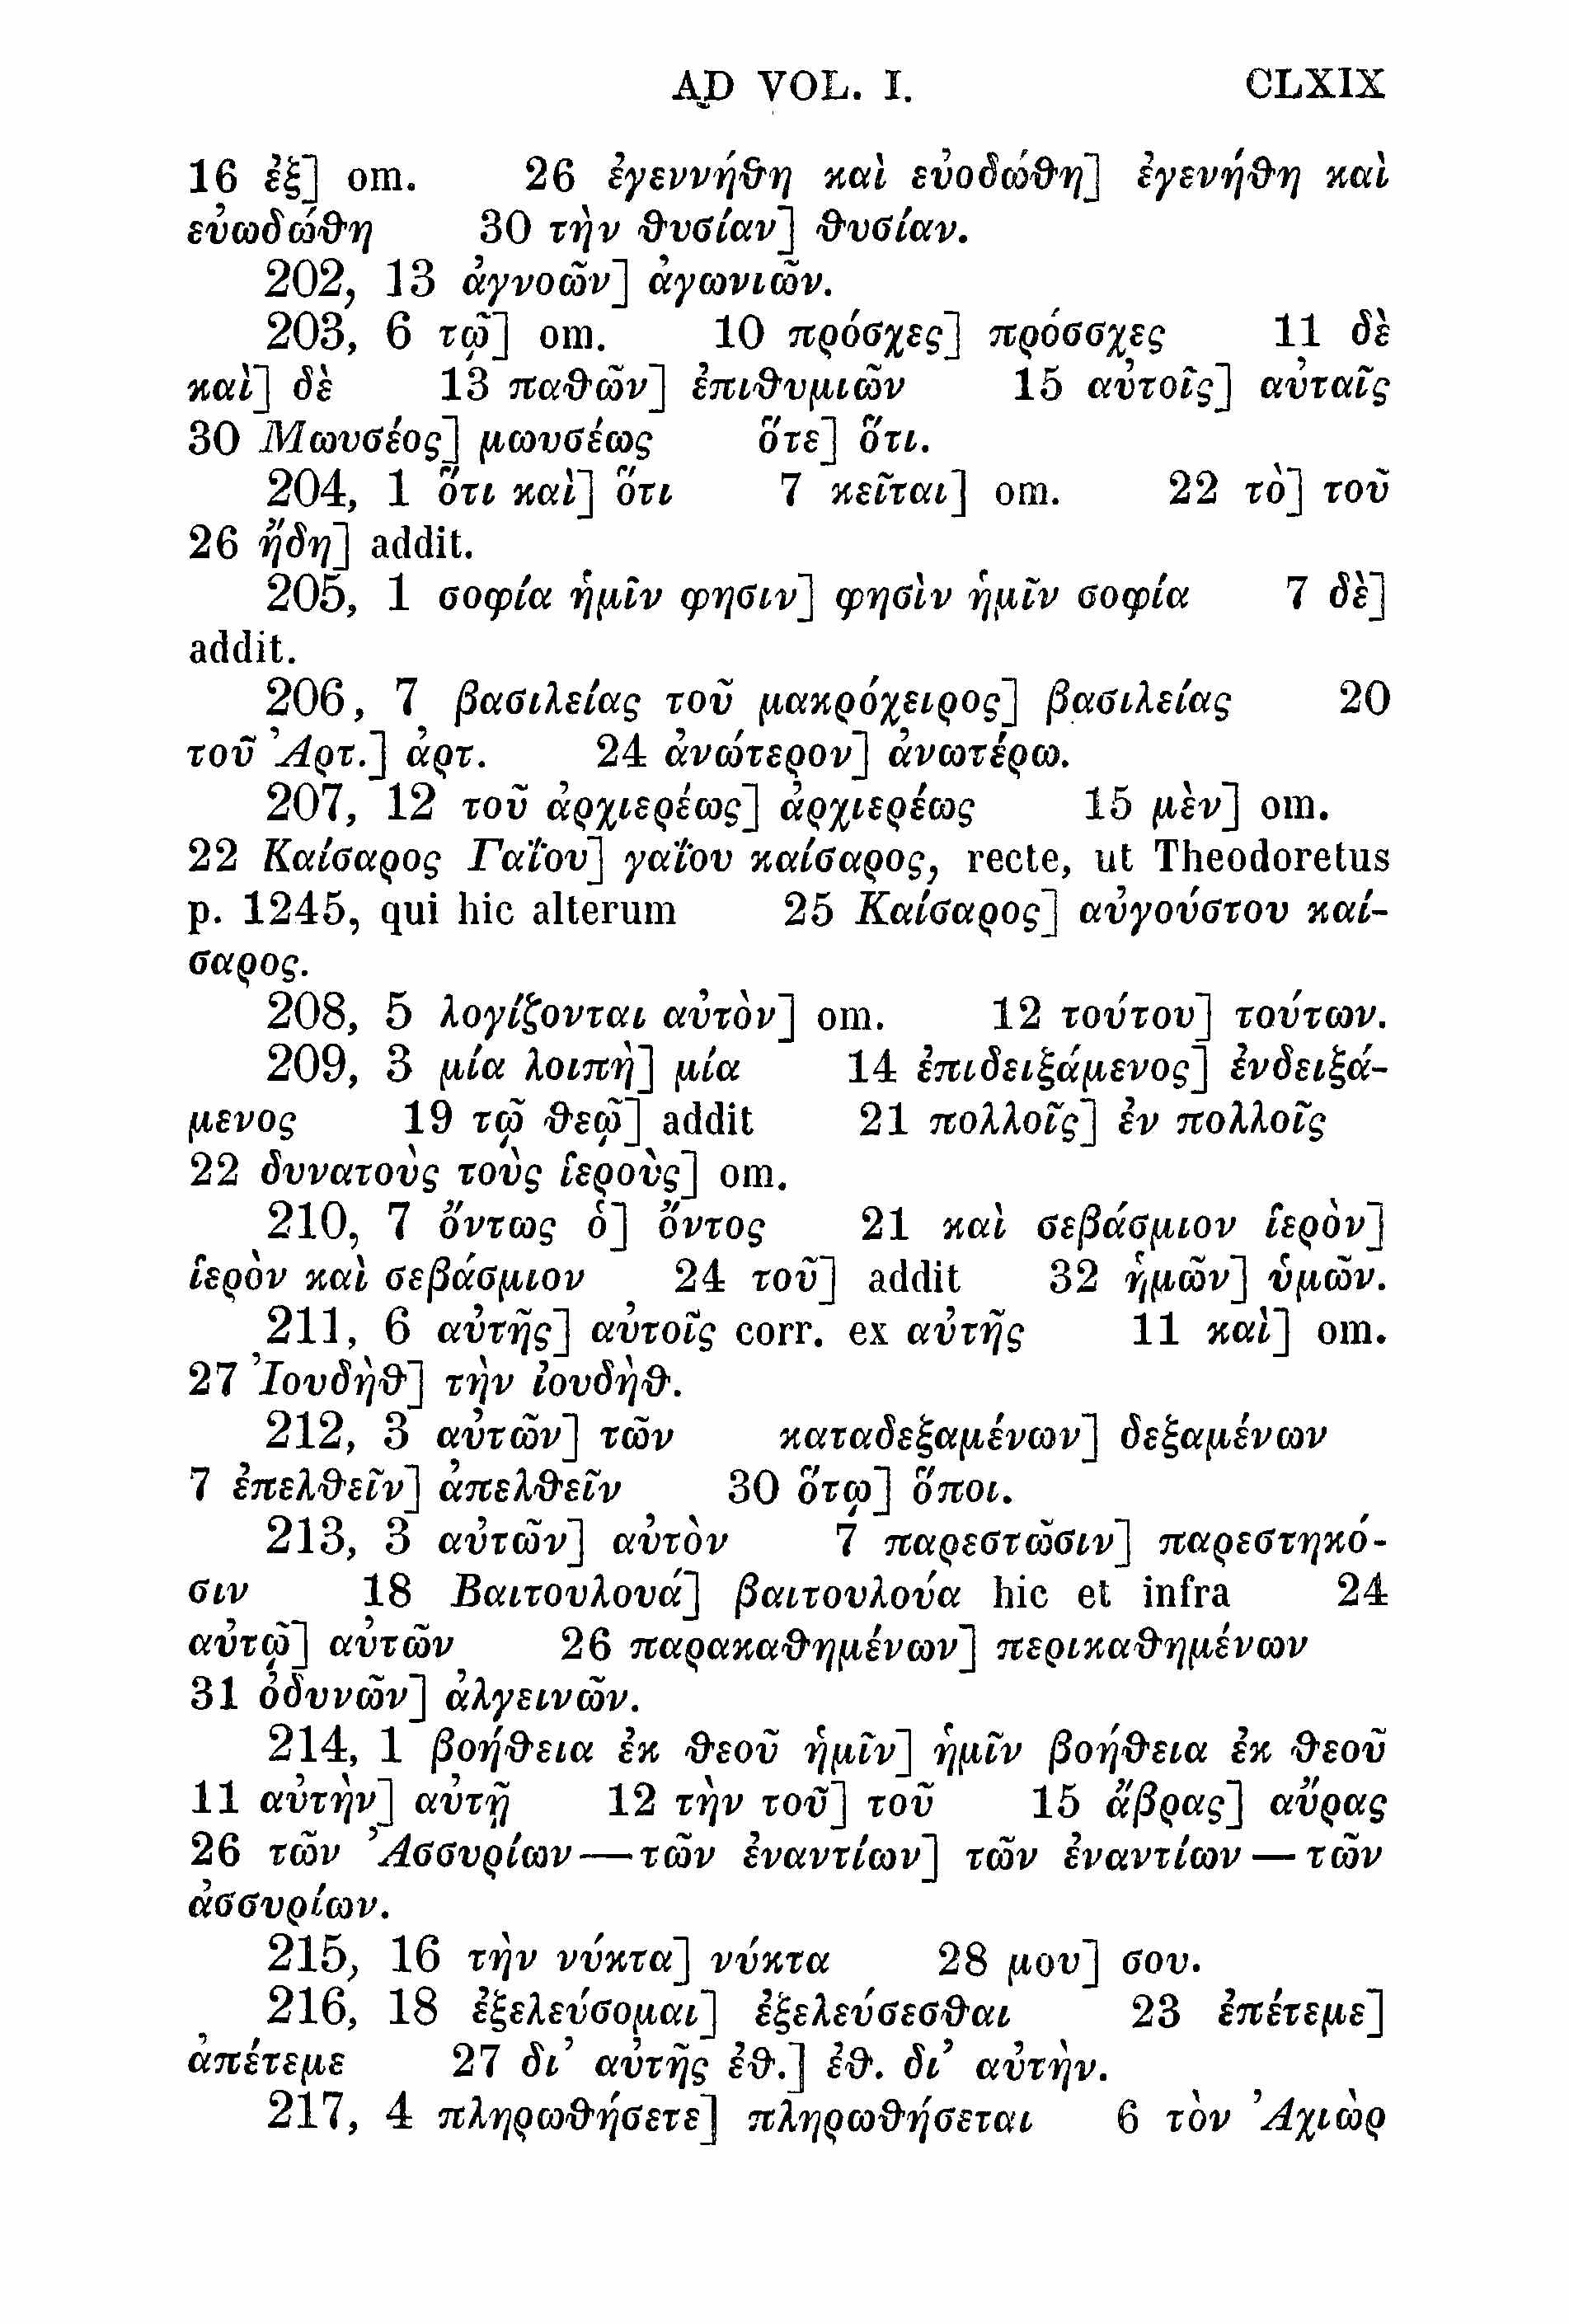 AD VOL. I. CLXIX
16 ἐξ] om. 26 ἐγεννήθη καὶ εὐοδώθη] ἐγενήθη καὶ
εὐωδώθη 30 τὴν θυσίαν] θυσίαν.
202, 13 ἀγνοῶν] ἀγωνιῶν.
203, 6 τῷ] om. 10 πρόσχες] πρόσσχες 11 δὲ
καὶ] δὲ 13 παθῶν] ἐπιθυμιῶν 15 αὐτοῖς] αὐταῖς
30 Μωυσέος] μωυσέως ὅτε] ὅτι.
204, 1 ὅτι καὶ] ὅτι 7 κεῖται] om. 22 τὸ] τοῦ
26 ἤδη] addit.
205, 1 σοφία ἡμῖν φησιν] φησὶν ἡμῖν σοφία 7 δὲ]
addit.
206, 7 βασιλείας τοῦ μακρόχειρος] βασιλείας 20
τοῦ Ἀρτ.] ἀρτ. 24 ἀνώτερον] ἀνωτέρω.
207, 12 τοῦ ἀρχιερέως] ἀρχιερέως 15 μὲν] om.
22 Καίσαρος Γαΐου] γαΐου καίσαρος, recte, ut Theodoretus
p. 1245, qui hic alterum 25 Καίσαρος] αὐγούστου καί-
σαρος.
208, 5 λογίζονται αὐτὸν] om. 12 τούτου] τούτων.
209, 3 μία λοιπὴ] μία 14 ἐπιδειξάμενος] ἐνδειξά-
μενος 19 τῷ θεῷ] addit 21 πολλοῖς] ἐν πολλοῖς
22 δυνατοὺς τοὺς ἱεροὺς] om.
210, 7 ὄντως ὁ] ὄντος 21 καὶ σεβάσμιον ἱερὸν]
ἱερὸν καὶ σεβάσμιον 24 τοῦ] addit 32 ἡμῶν] ὑμῶν.
211, 6 αὐτῆς] αὐτοῖς corr. ex αὐτῆς 11 καὶ] om.
27 Ἰουδὴθ] τὴν ἰουδὴθ.
212, 3 αὐτῶν] τῶν καταδεξαμένων] δεξαμένων
7 ἐπελθεῖν] ἀπελθεῖν 30 ὅτῳ] ὅποι.
213, 3 αὐτῶν] αὐτὸν 7 παρεστῶσιν] παρεστηκό-
σιν 18 Βαιτουλουά] βαιτουλούα hic et infra 24
αὐτῷ] αὐτῶν 26 παρακαθημένων] περικαθημένων
31 ὀδυνῶν] ἀλγεινῶν.
214, 1 βοήθεια ἐκ θεοῦ ἡμῖν] ἡμῖν βοήθεια ἐκ θεοῦ
11 αὐτὴν] αὐτῇ 12 τὴν τοῦ] τοῦ 15 ἅβρας] αὔρας
26 τῶν Ἀσσυρίων — τῶν ἐναντίων] τῶν ἐναντίων — τῶν
ἀσσυρίων.
215, 16 τὴν νύκτα] νύκτα 28 μου] σου.
216, 18 ἐξελεύσομαι] ἐξελεύσεσθαι 23 ἐπέτεμε]
ἀπέτεμε 27 δι’ αὐτῆς ἐθ.] ἐθ. δι’ αὐτὴν.
217, 4 πληρωθήσετε] πληρωθήσεται 6 τὸν Ἀχιὼρ